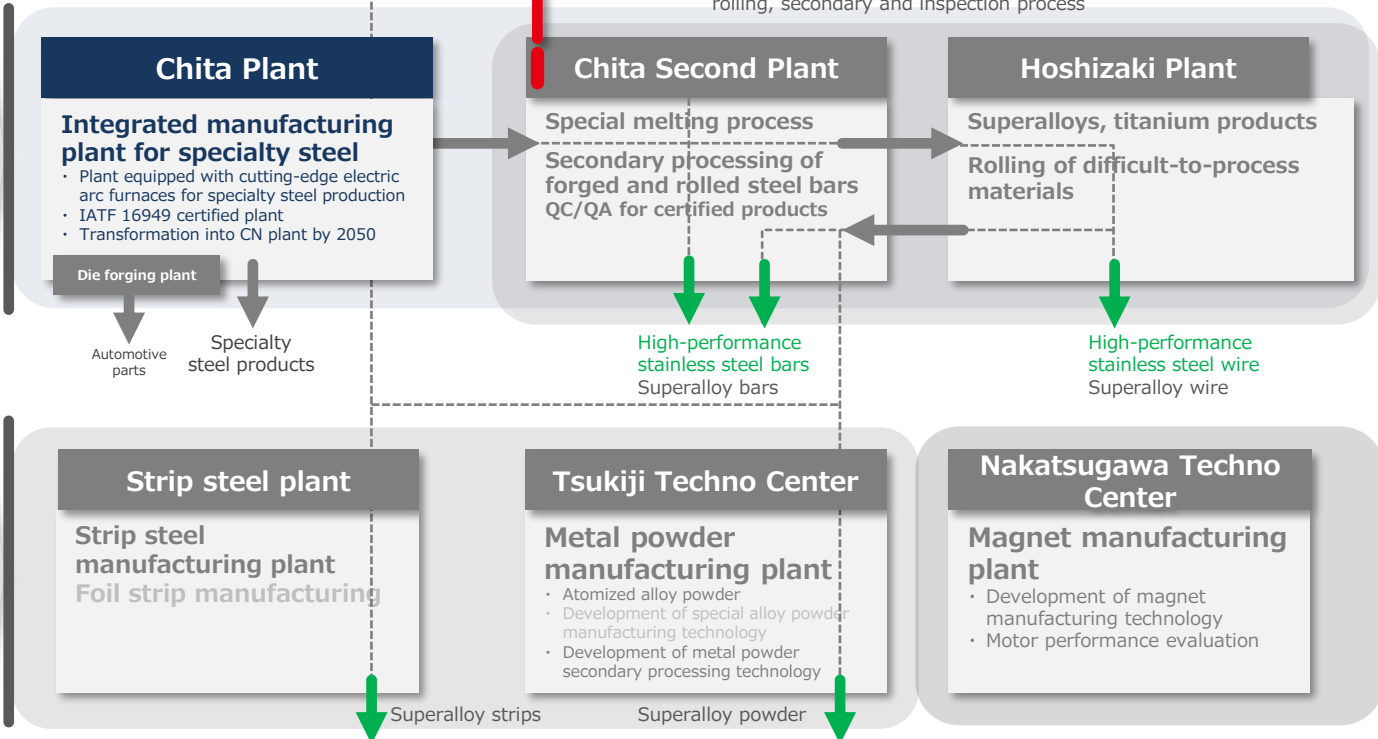 rolling, secondary and inspection process
Chita Plant
Integrated manufacturing
plant for specialty steel
・ Plant equipped with cutting-edge electric
arc furnaces for specialty steel production
・ IATF 16949 certified plant
・ Transformation into CN plant by 2050
Die forging plant
Automotive
parts
Specialty
steel products
Chita Second Plant
Special melting process
Secondary processing of
forged and rolled steel bars
QC/QA for certified products
High-performance
stainless steel bars
Superalloy bars
Hoshizaki Plant
Superalloys, titanium products
Rolling of difficult-to-process
materials
High-performance
stainless steel wire
Superalloy wire
Strip steel plant
Strip steel
manufacturing plant
Foil strip manufacturing
Superalloy strips
Tsukiji Techno Center
Metal powder
manufacturing plant
・ Atomized alloy powder
・ Development of special alloy powder
manufacturing technology
・ Development of metal powder
secondary processing technology
Superalloy powder
Nakatsugawa Techno
Center
Magnet manufacturing
plant
・ Development of magnet
manufacturing technology
・ Motor performance evaluation